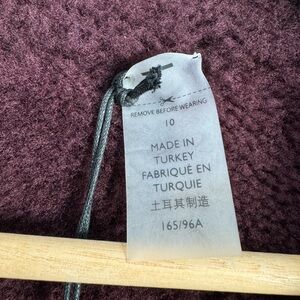 REMOVE BEFORE WEARING
10
MADE IN
TURKEY
FABRIQUÉ EN
TURQUIE
土耳其制造
165/96A